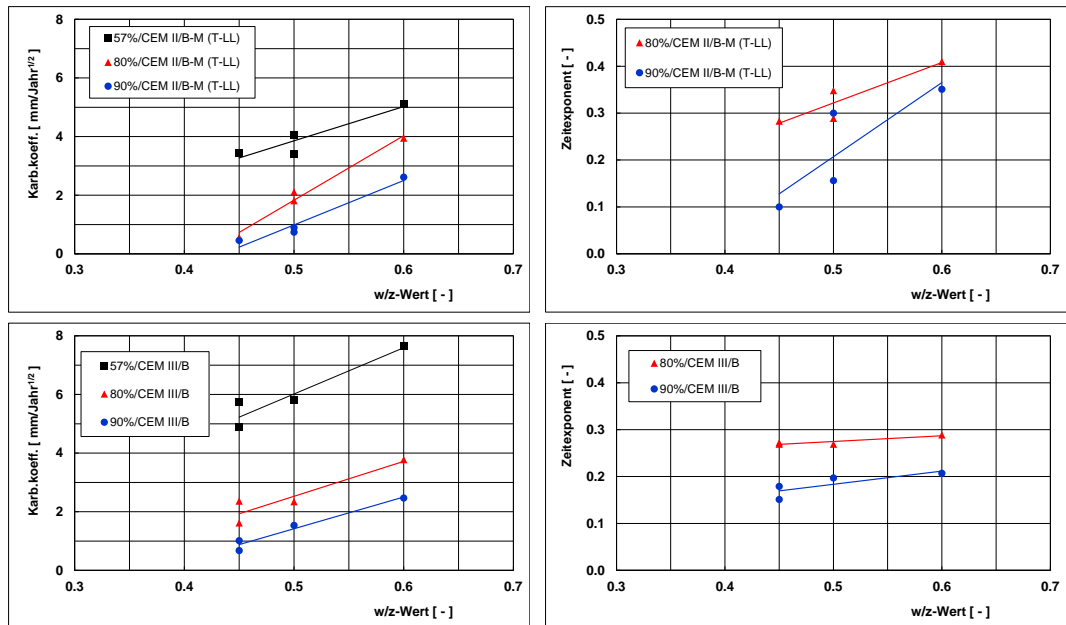 Karb.koeff. [ mm/Jahr1/2 ]
8
6
4
2
0
57%/CEM II/B-M (T-LL)
80%/CEM II/B-M (T-LL)
90%/CEM II/B-M (T-LL)
0.3 0.4 0.5 0.6 0.7
w/z-Wert [ - ]
Zeitexponent [ - ]
0.5
0.4
0.3
0.2
0.1
0.0
80%/CEM II/B-M (T-LL)
90%/CEM II/B-M (T-LL)
0.3 0.4 0.5 0.6 0.7
w/z-Wert [ - ]
Karb.koeff. [ mm/Jahr1/2 ]
8
6
4
2
0
57%/CEM III/B
80%/CEM III/B
90%/CEM III/B
0.3 0.4 0.5 0.6 0.7
w/z-Wert [ - ]
Zeitexponent [ - ]
0.5
0.4
0.3
0.2
0.1
0.0
80%/CEM III/B
90%/CEM III/B
0.3 0.4 0.5 0.6 0.7
w/z-Wert [ - ]